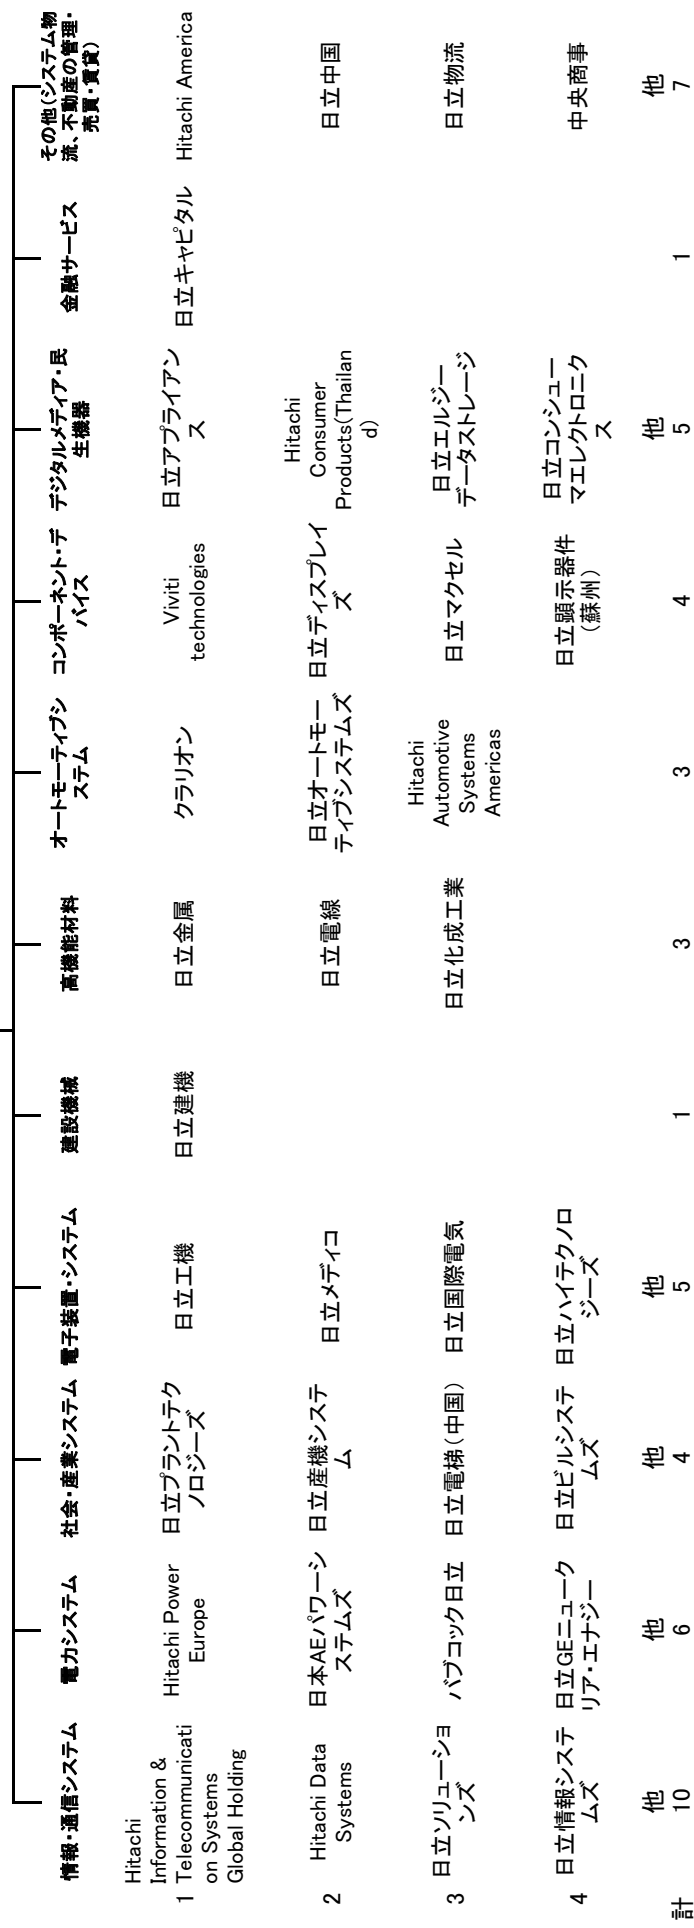 情報・通信システム
電力システム
社会・産業システム
電子装置・システム
建設機械
高機能材料
オートモーティブシ
ステム
コンポーネント・デ
バイス
デジタルメディア・民
生機器
金融サービス
その他(システム物
流、不動産の管理・
売買・賃貸)
1
Hitachi
Information &
Telecommunicati
on Systems
Global Holding
Hitachi Power
Europe
日立プラントテク
ノロジーズ
日立工機
日立建機
日立金属
クラリオン
Viviti
technologies
日立アプライアン
ス
日立キャピタル
Hitachi America
2
Hitachi Data
Systems
日本AEパワーシ
ステムズ
日立産機システ
ム
日立メディコ
日立電線
日立オートモー
ティブシステムズ
日立ディスプレイ
ズ
Hitachi
Consumer
Products(Thailan
d)
日立中国
3
日立ソリューショ
ンズ
バブコック日立
日立電梯(中国)
日立国際電気
日立化成工業
Hitachi
Automotive
Systems
Americas
日立マクセル
日立エルジー
データストレージ
日立物流
4
日立情報システ
ムズ
日立GEニューク
リア・エナジー
日立ビルシステ
ムズ
日立ハイテクノロ
ジーズ
日立顕示器件
(蘇州)
日立コンシュー
マエレクトロニク
ス
中央商事
他
他
他
他
他
他
計
10
6
4
5
1
3
3
4
5
1
7